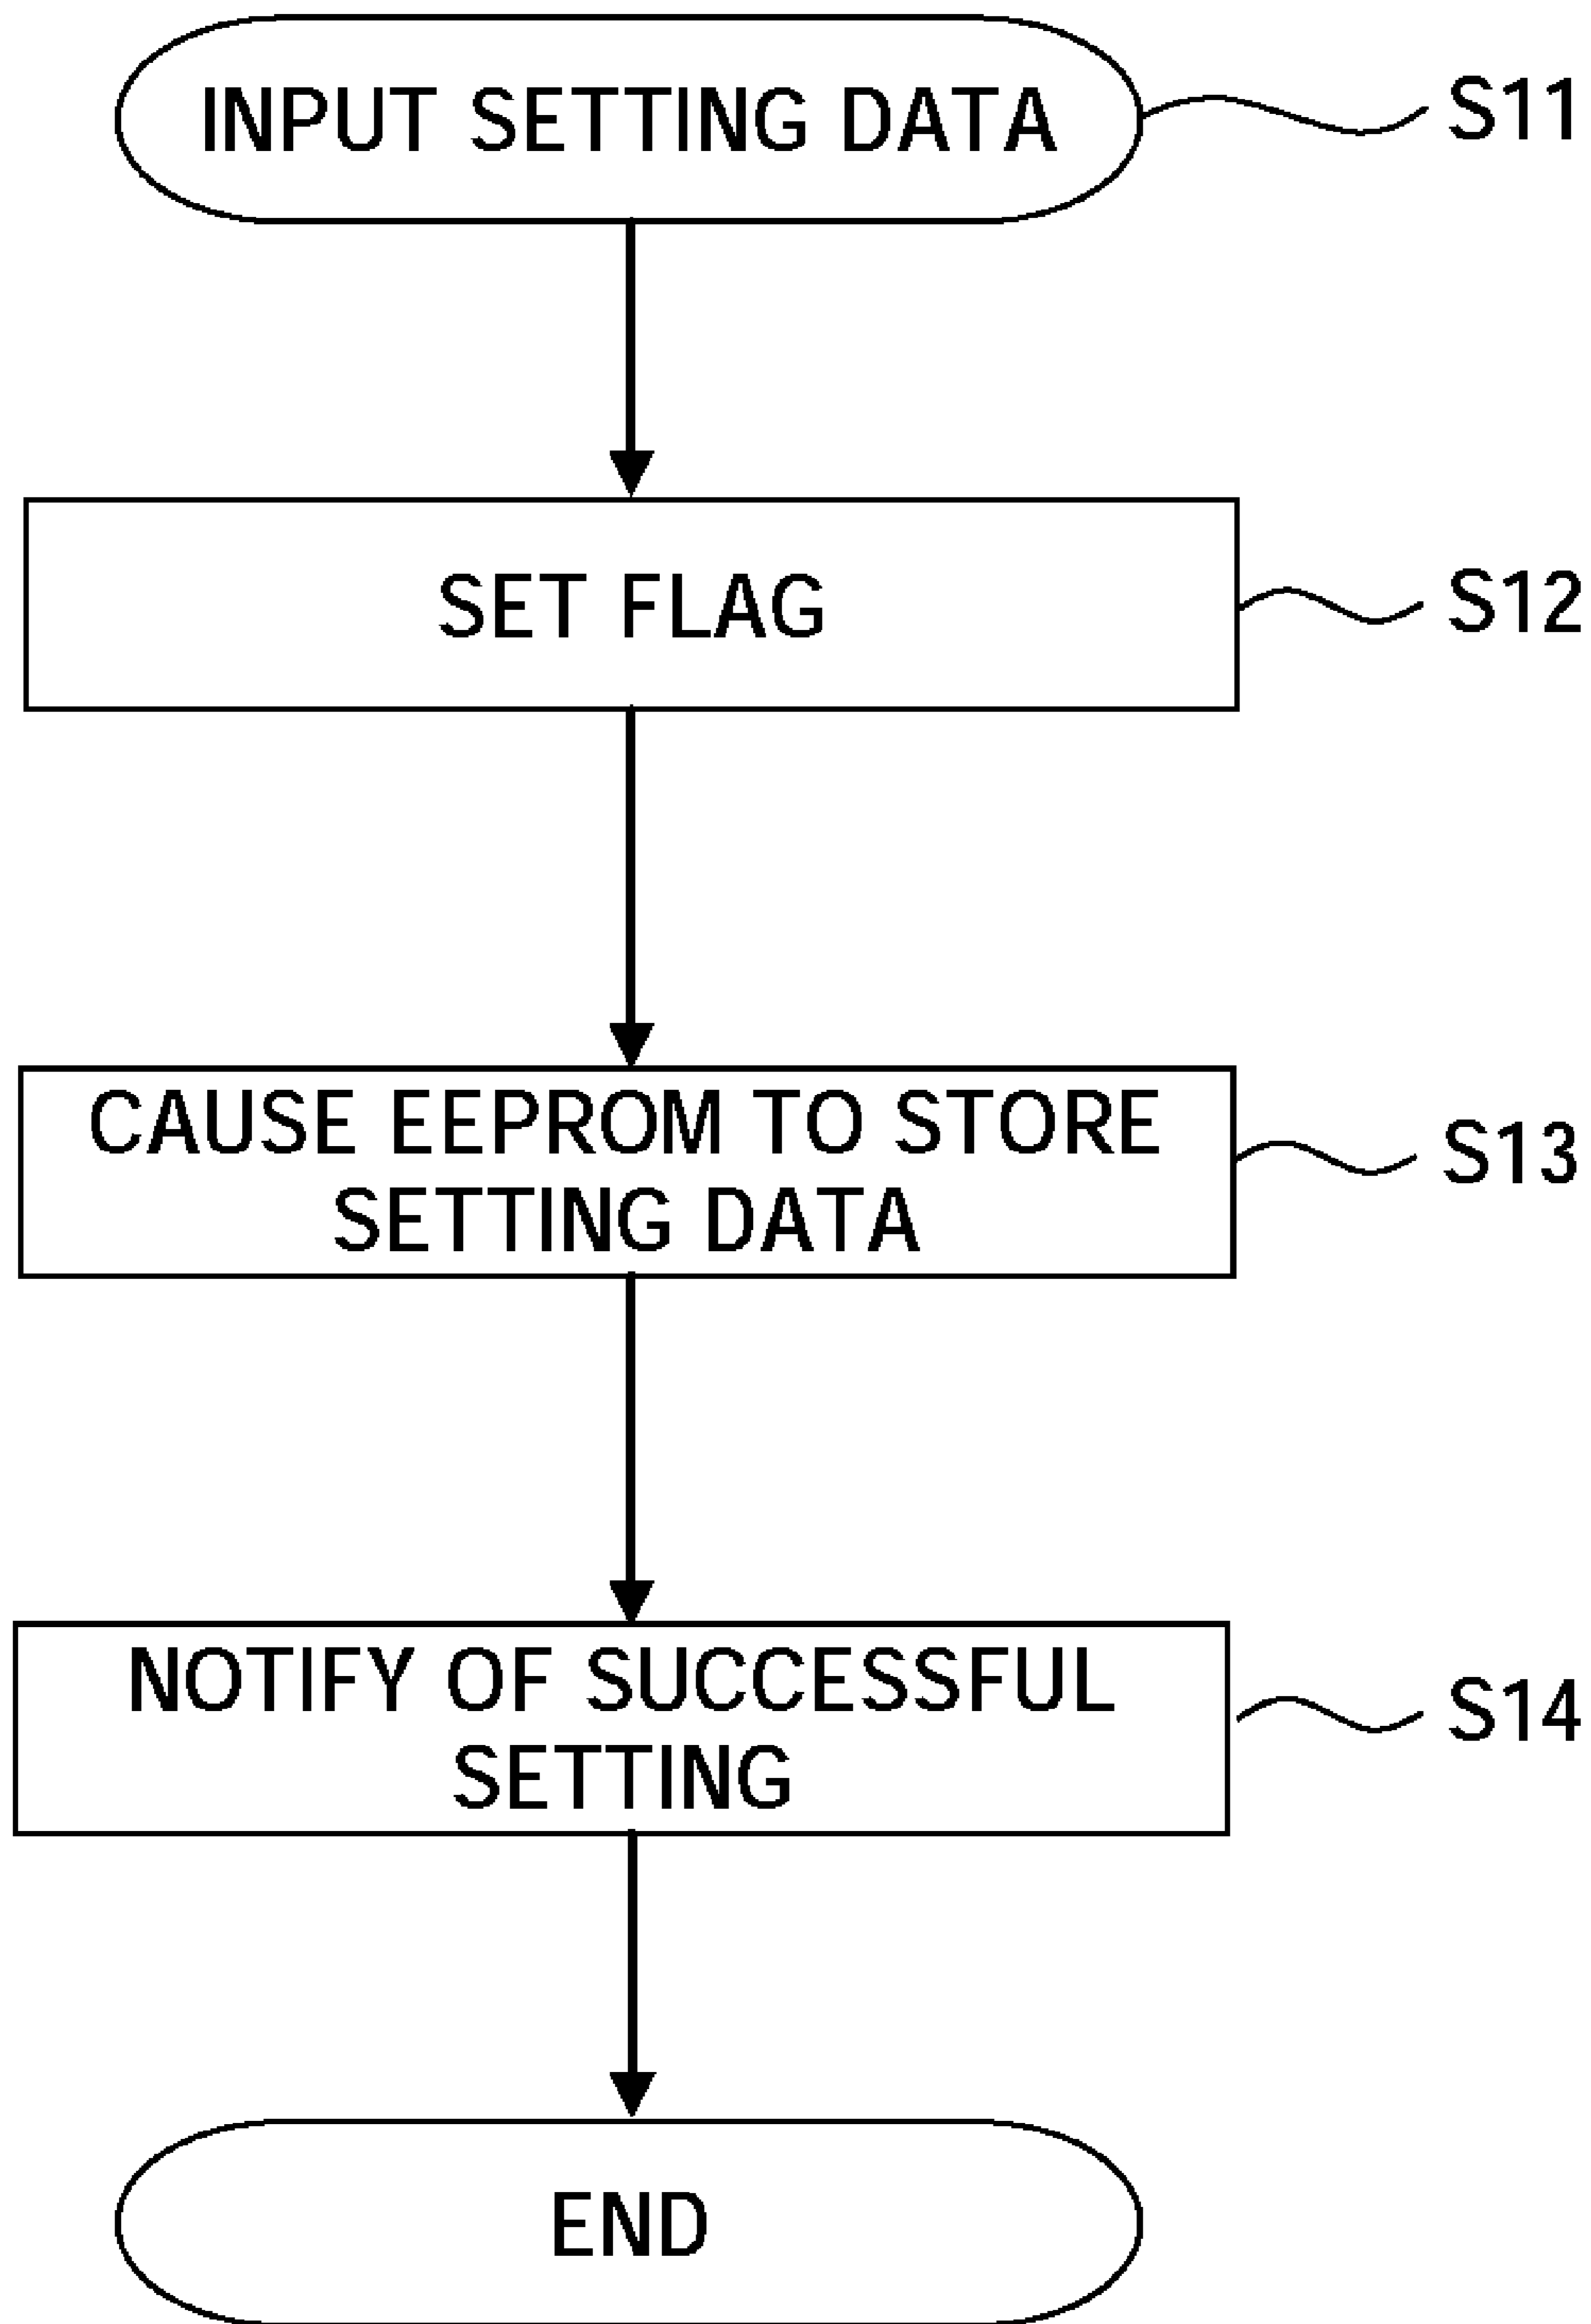 INPUT SETTING DATA
S11
SET FLAG
S12
CAUSE EEPROM TO STORE
SETTING DATA
S13
NOTIFY OF SUCCESSFUL
SETTING
S14
END